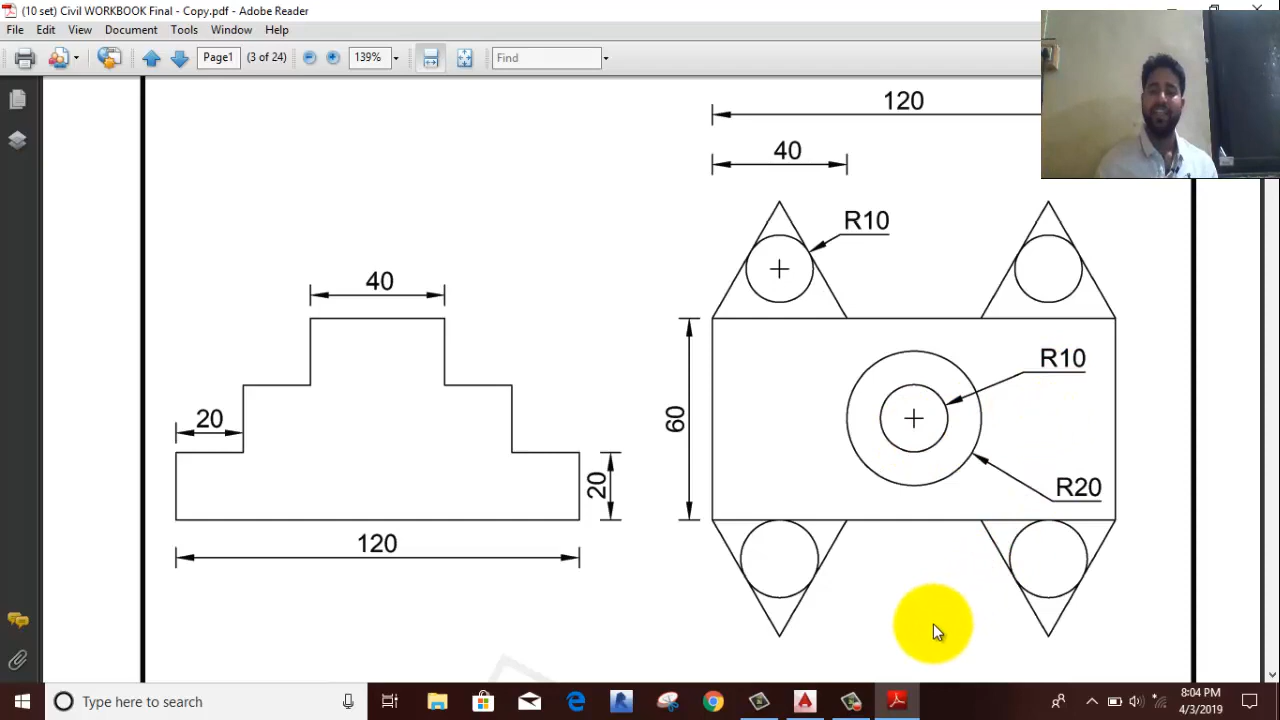 (10 set) Civil WORKBOOK Final - Copy.pdf - Adobe Reader
File Edit View Document Tools Window Help
Page1 (3 of 24) 139% Find
120
40
R10
40
R10
20
60
20
R20
120
Type here to search
8:04 PM
4/3/2019